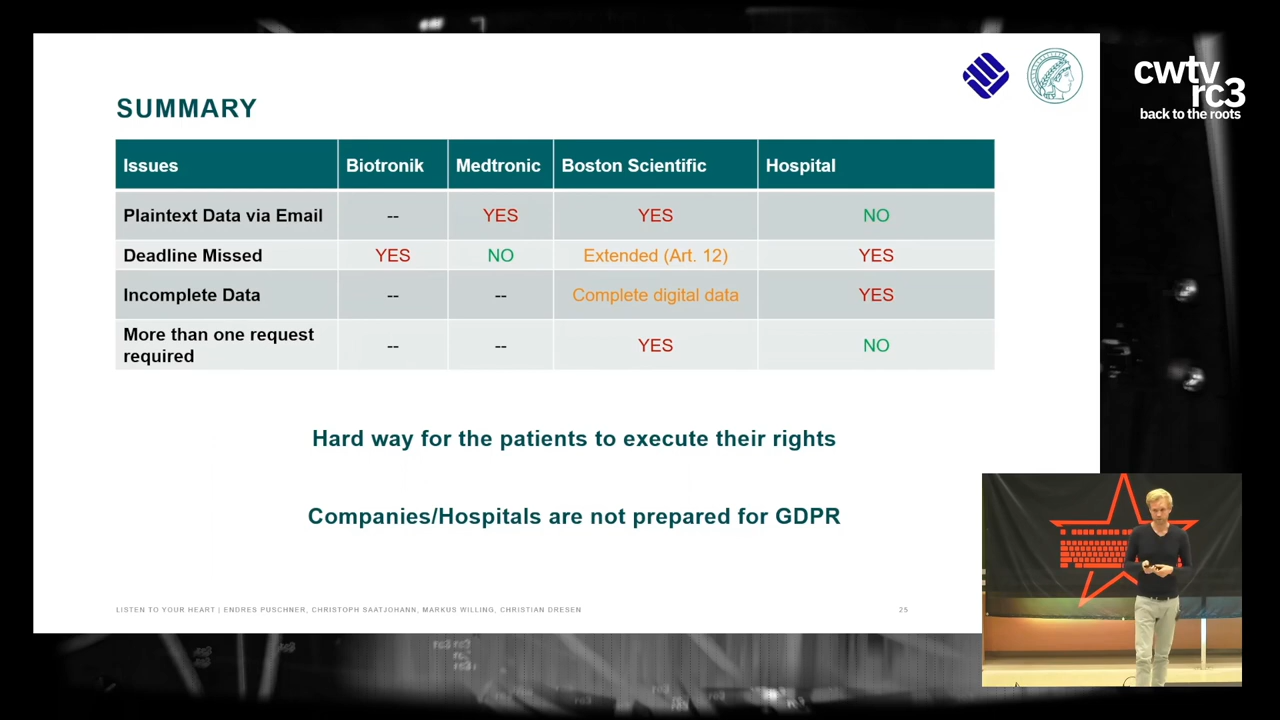 cwtv
rc3
back to the roots
SUMMARY
Issues Biotronik Medtronic Boston Scientific Hospital
Plaintext Data via Email -- YES YES NO
Deadline Missed YES NO Extended (Art. 12) YES
Incomplete Data -- -- Complete digital data YES
More than one request
required -- -- YES NO
Hard way for the patients to execute their rights
Companies/Hospitals are not prepared for GDPR
LISTEN TO YOUR HEART | ENDRES PUSCHNER, CHRISTOPH SAATJOHANN, MARKUS WILLING, CHRISTIAN DRESEN 25
rc3 rc3